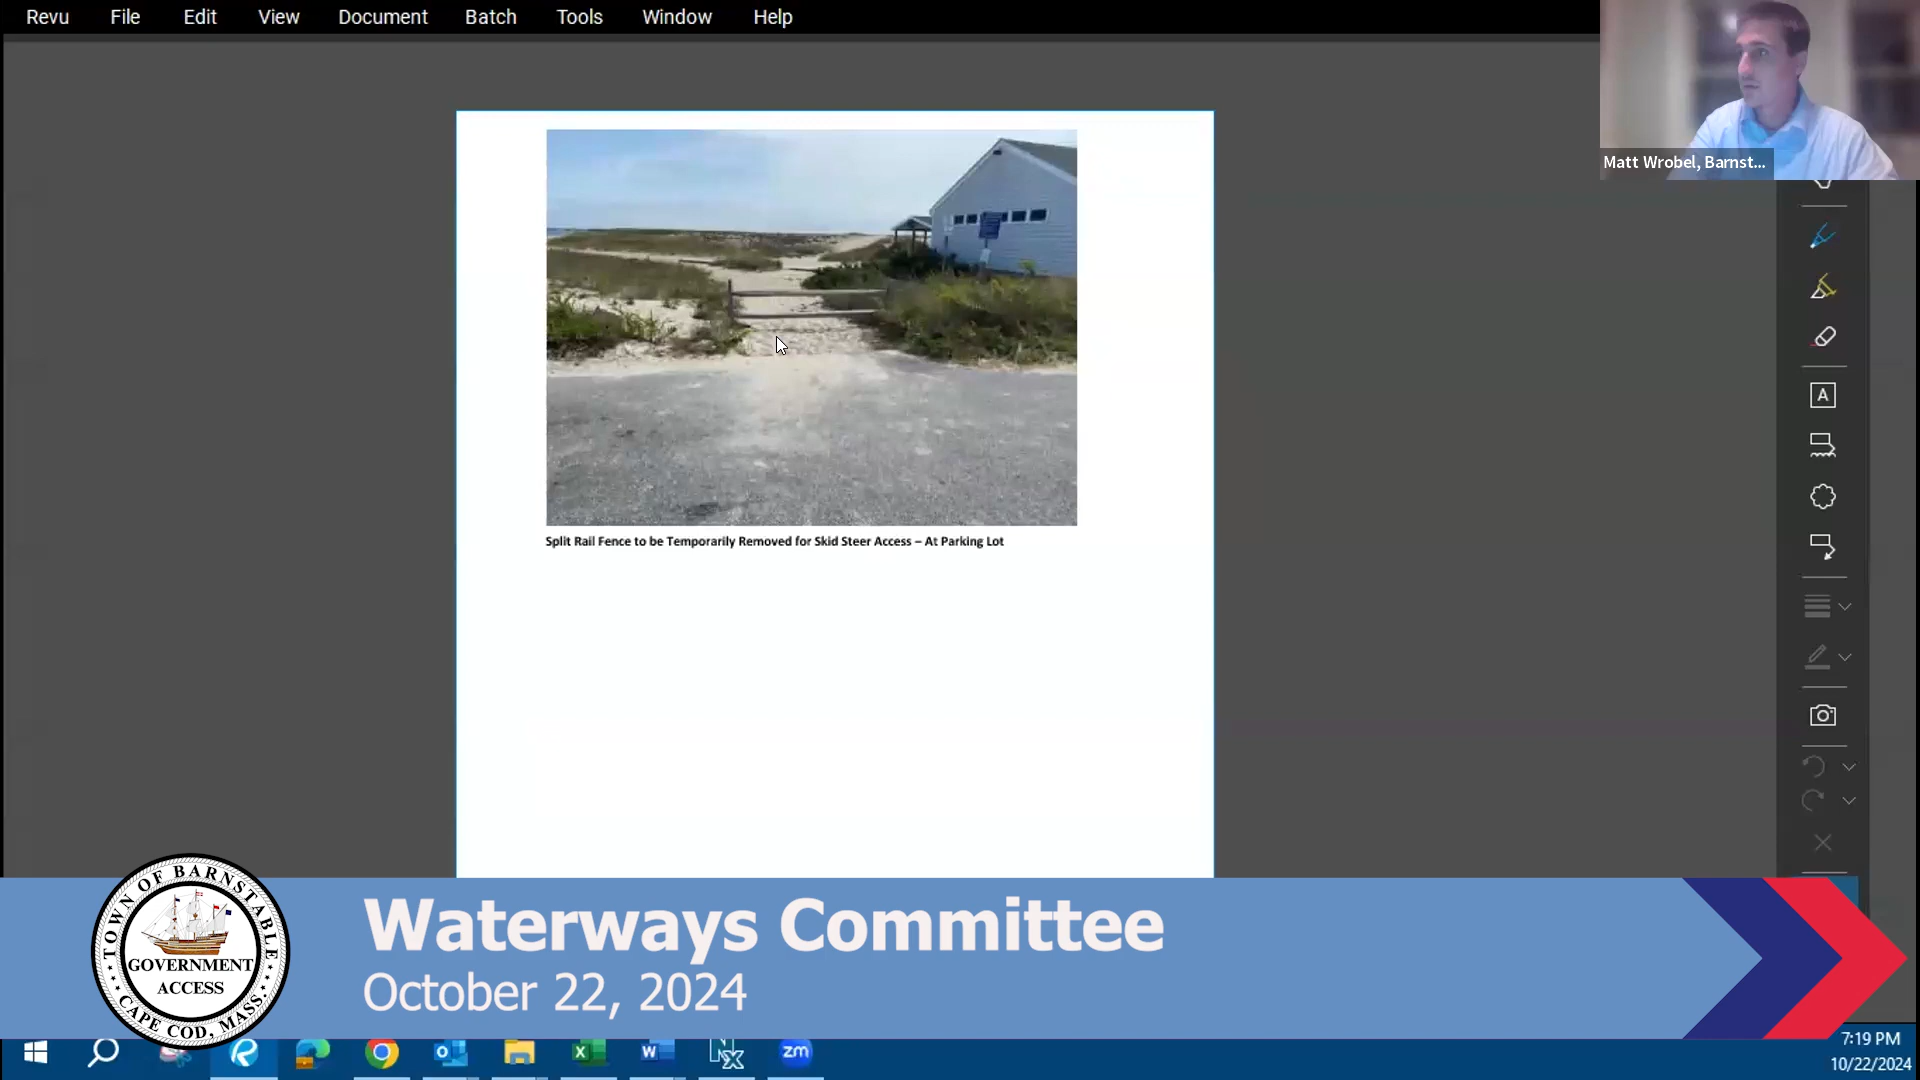 Revu File Edit View Document Batch Tools Window Help
Matt Wrobel, Barnst...
A
Split Rail Fence to be Temporarily Removed for Skid Steer Access – At Parking Lot
TOWN OF BARNSTABLE
GOVERNMENT
ACCESS
CAPE COD, MASS.
Waterways Committee
October 22, 2024
zm
7:19 PM
10/22/2024